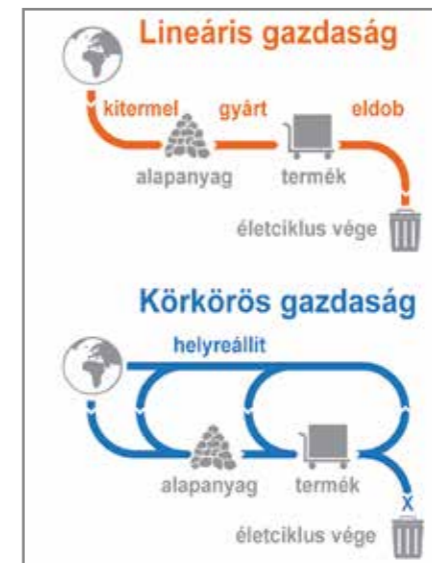 Lineáris gazdaság
kitermel gyárt eldob
alapanyag termék
életciklus vége
Körkörös gazdaság
helyreállít
alapanyag termék
X
életciklus vége